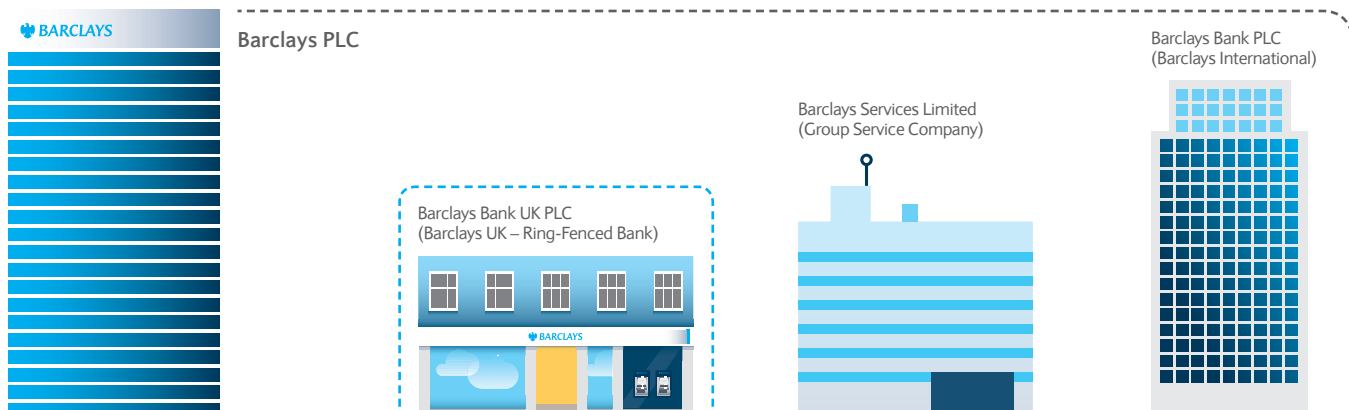 BARCLAYS
Barclays PLC
Barclays Bank PLC
(Barclays International)
Barclays Services Limited
(Group Service Company)
Barclays Bank UK PLC
(Barclays UK – Ring-Fenced Bank)
BARCLAYS